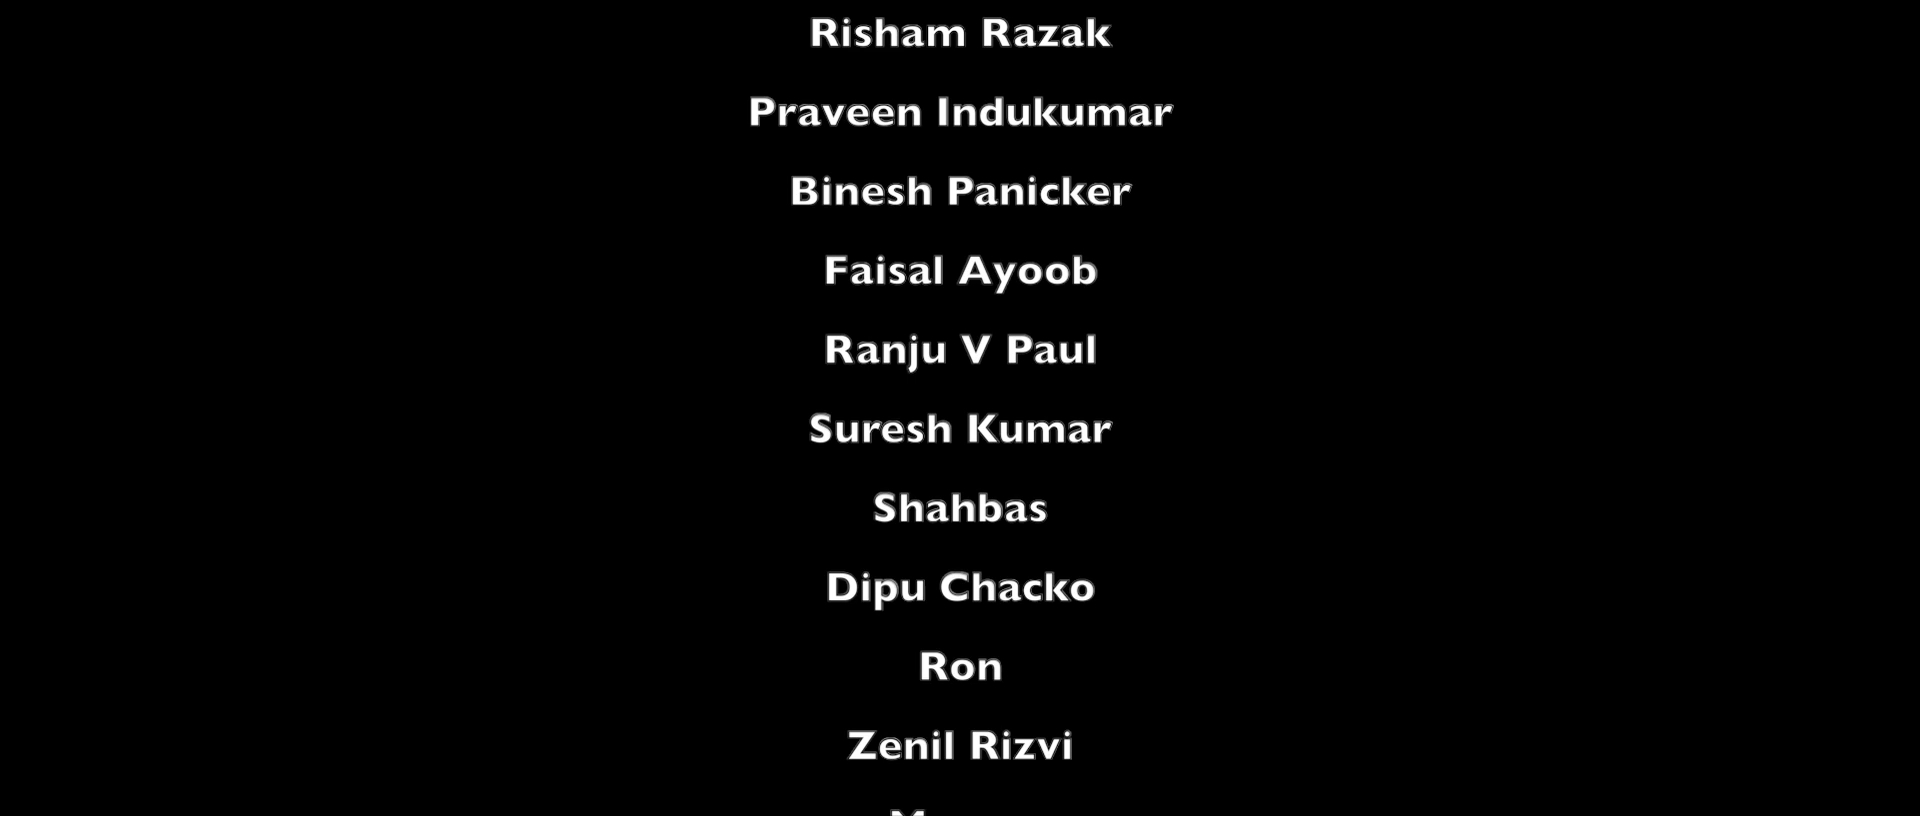 Risham Razak
Praveen Indukumar
Binesh Panicker
Faisal Ayoob
Ranju V Paul
Suresh Kumar
Shahbas
Dipu Chacko
Ron
Zenil Rizvi